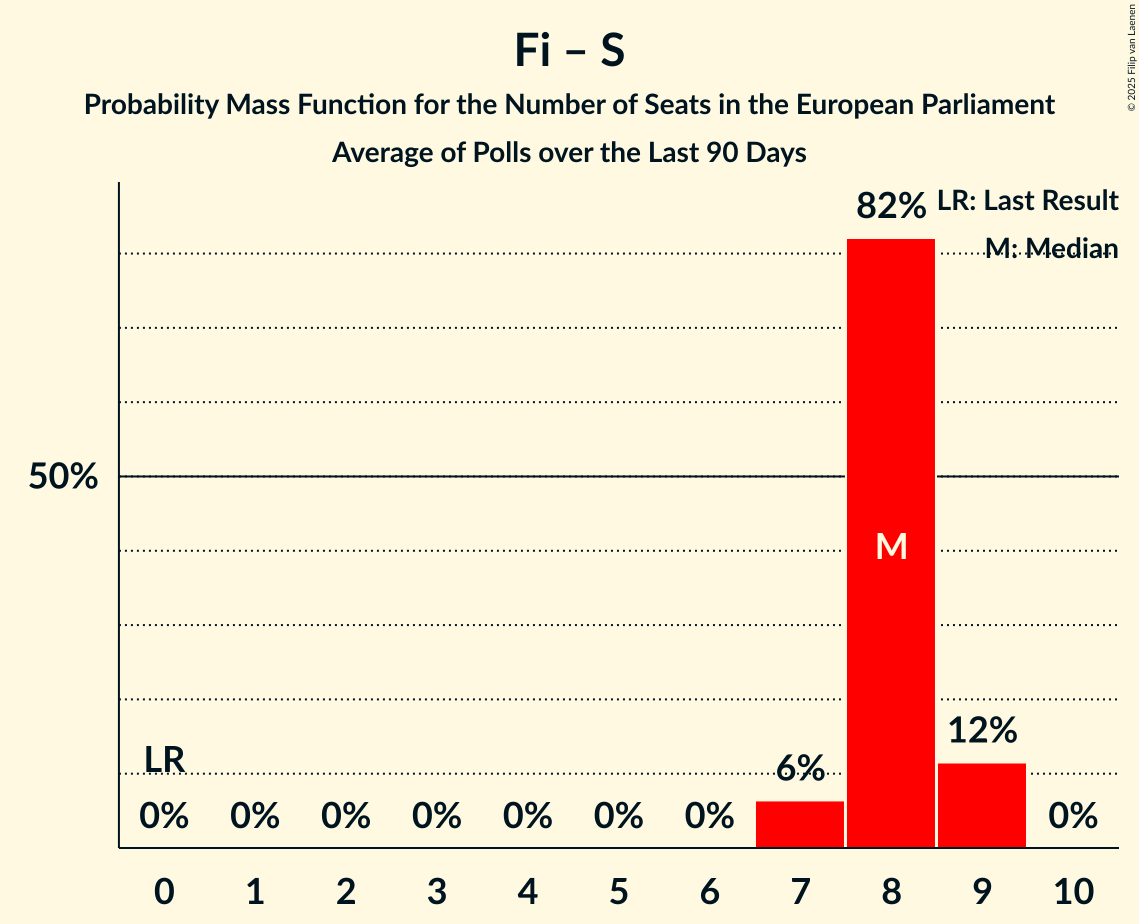 Fi – S
Probability Mass Function for the Number of Seats in the European Parliament
Average of Polls over the Last 90 Days
© 2025 Filip van Laenen
LR: Last Result
M: Median
82%
50%
M
12%
LR
6%
0% 0% 0% 0% 0% 0% 0% 0%
0 1 2 3 4 5 6 7 8 9 10